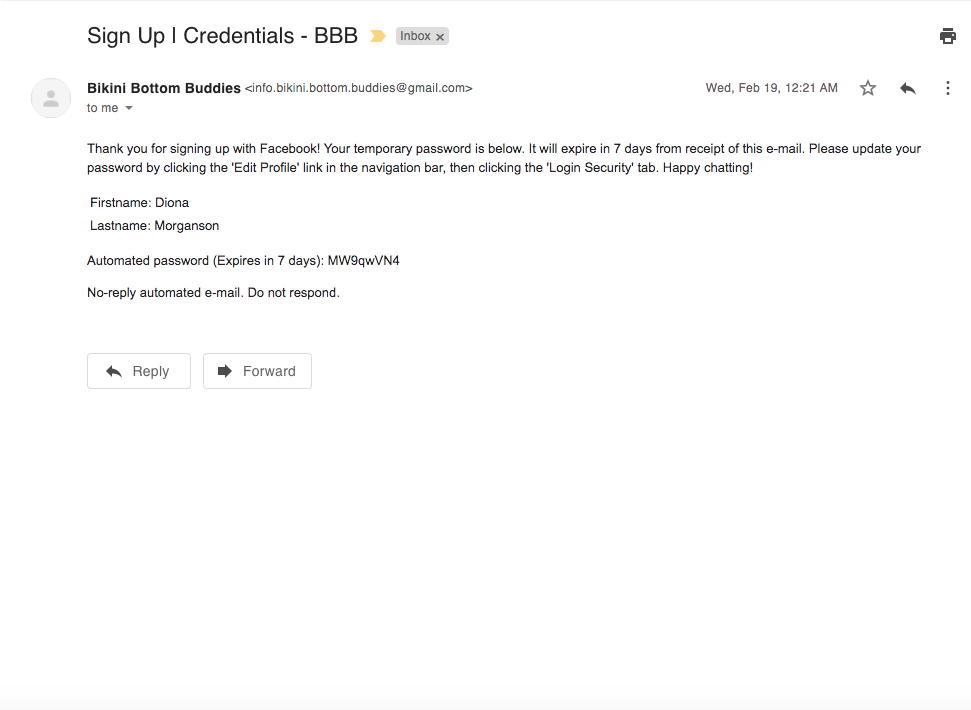 Sign Up | Credentials - BBB Inbox x
Bikini Bottom Buddies <info.bikini.bottom.buddies@gmail.com> Wed, Feb 19, 12:21 AM
to me
Thank you for signing up with Facebook! Your temporary password is below. It will expire in 7 days from receipt of this e-mail. Please update your
password by clicking the 'Edit Profile' link in the navigation bar, then clicking the 'Login Security' tab. Happy chatting!
Firstname: Diona
Lastname: Morganson
Automated password (Expires in 7 days): MW9qwVN4
No-reply automated e-mail. Do not respond.
Reply Forward